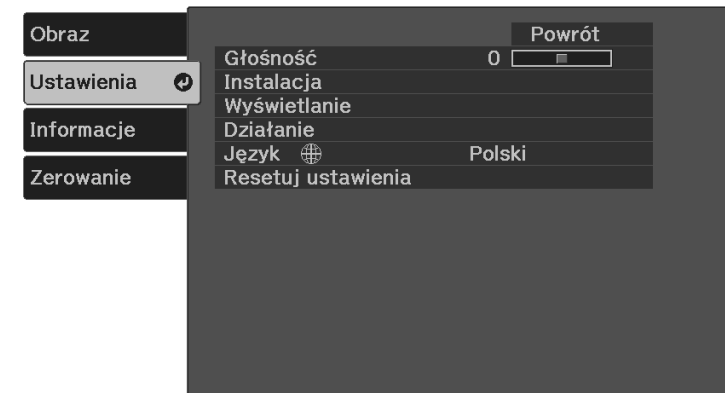 Obraz
Ustawienia
Informacje
Zerowanie
Powrót
Głośność 0
Instalacja
Wyświetlanie
Działanie
Język Polski
Resetuj ustawienia